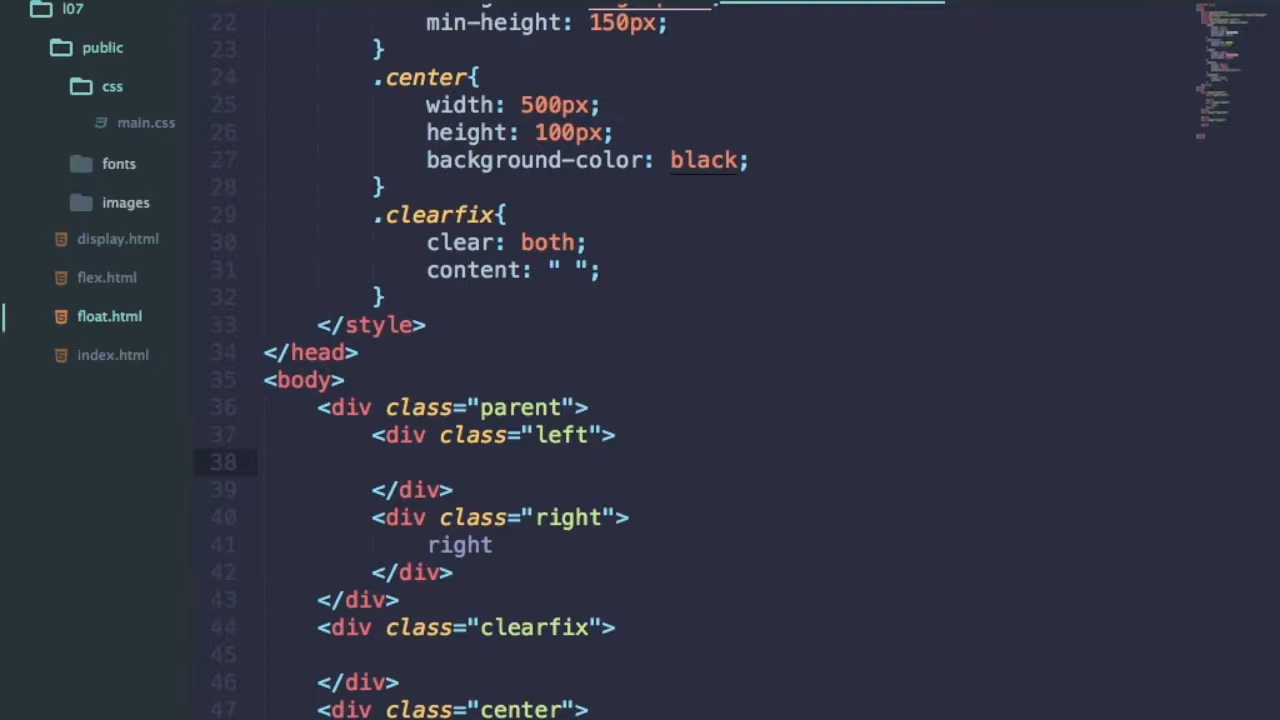 l07
public
css
main.css
fonts
images
display.html
flex.html
float.html
index.html
22 min-height: 150px;
23 }
24 .center{
25 width: 500px;
26 height: 100px;
27 background-color: black;
28 }
29 .clearfix{
30 clear: both;
31 content: " ";
32 }
33 </style>
34 </head>
35 <body>
36 <div class="parent">
37 <div class="left">
38
39 </div>
40 <div class="right">
41 right
42 </div>
43 </div>
44 <div class="clearfix">
45
46 </div>
47 <div class="center">